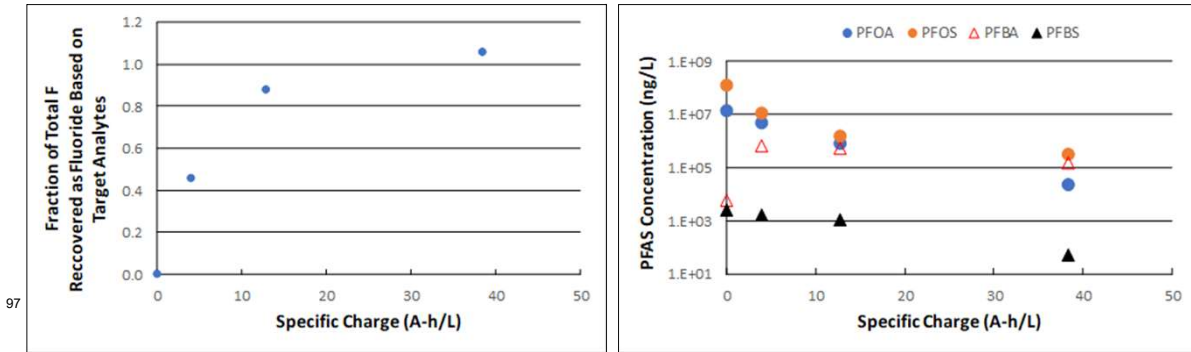 97
Fraction of Total F
Reccovered as Fluoride Based on
Target Analytes
1.2
1.0
0.8
0.6
0.4
0.2
0.0
0 10 20 30 40 50
Specific Charge (A-h/L)
PFOA PFOS PFBA PFBS
PFAS Concentration (ng/L)
1.E+09
1.E+07
1.E+05
1.E+03
1.E+01
0 10 20 30 40 50
Specific Charge (A-h/L)